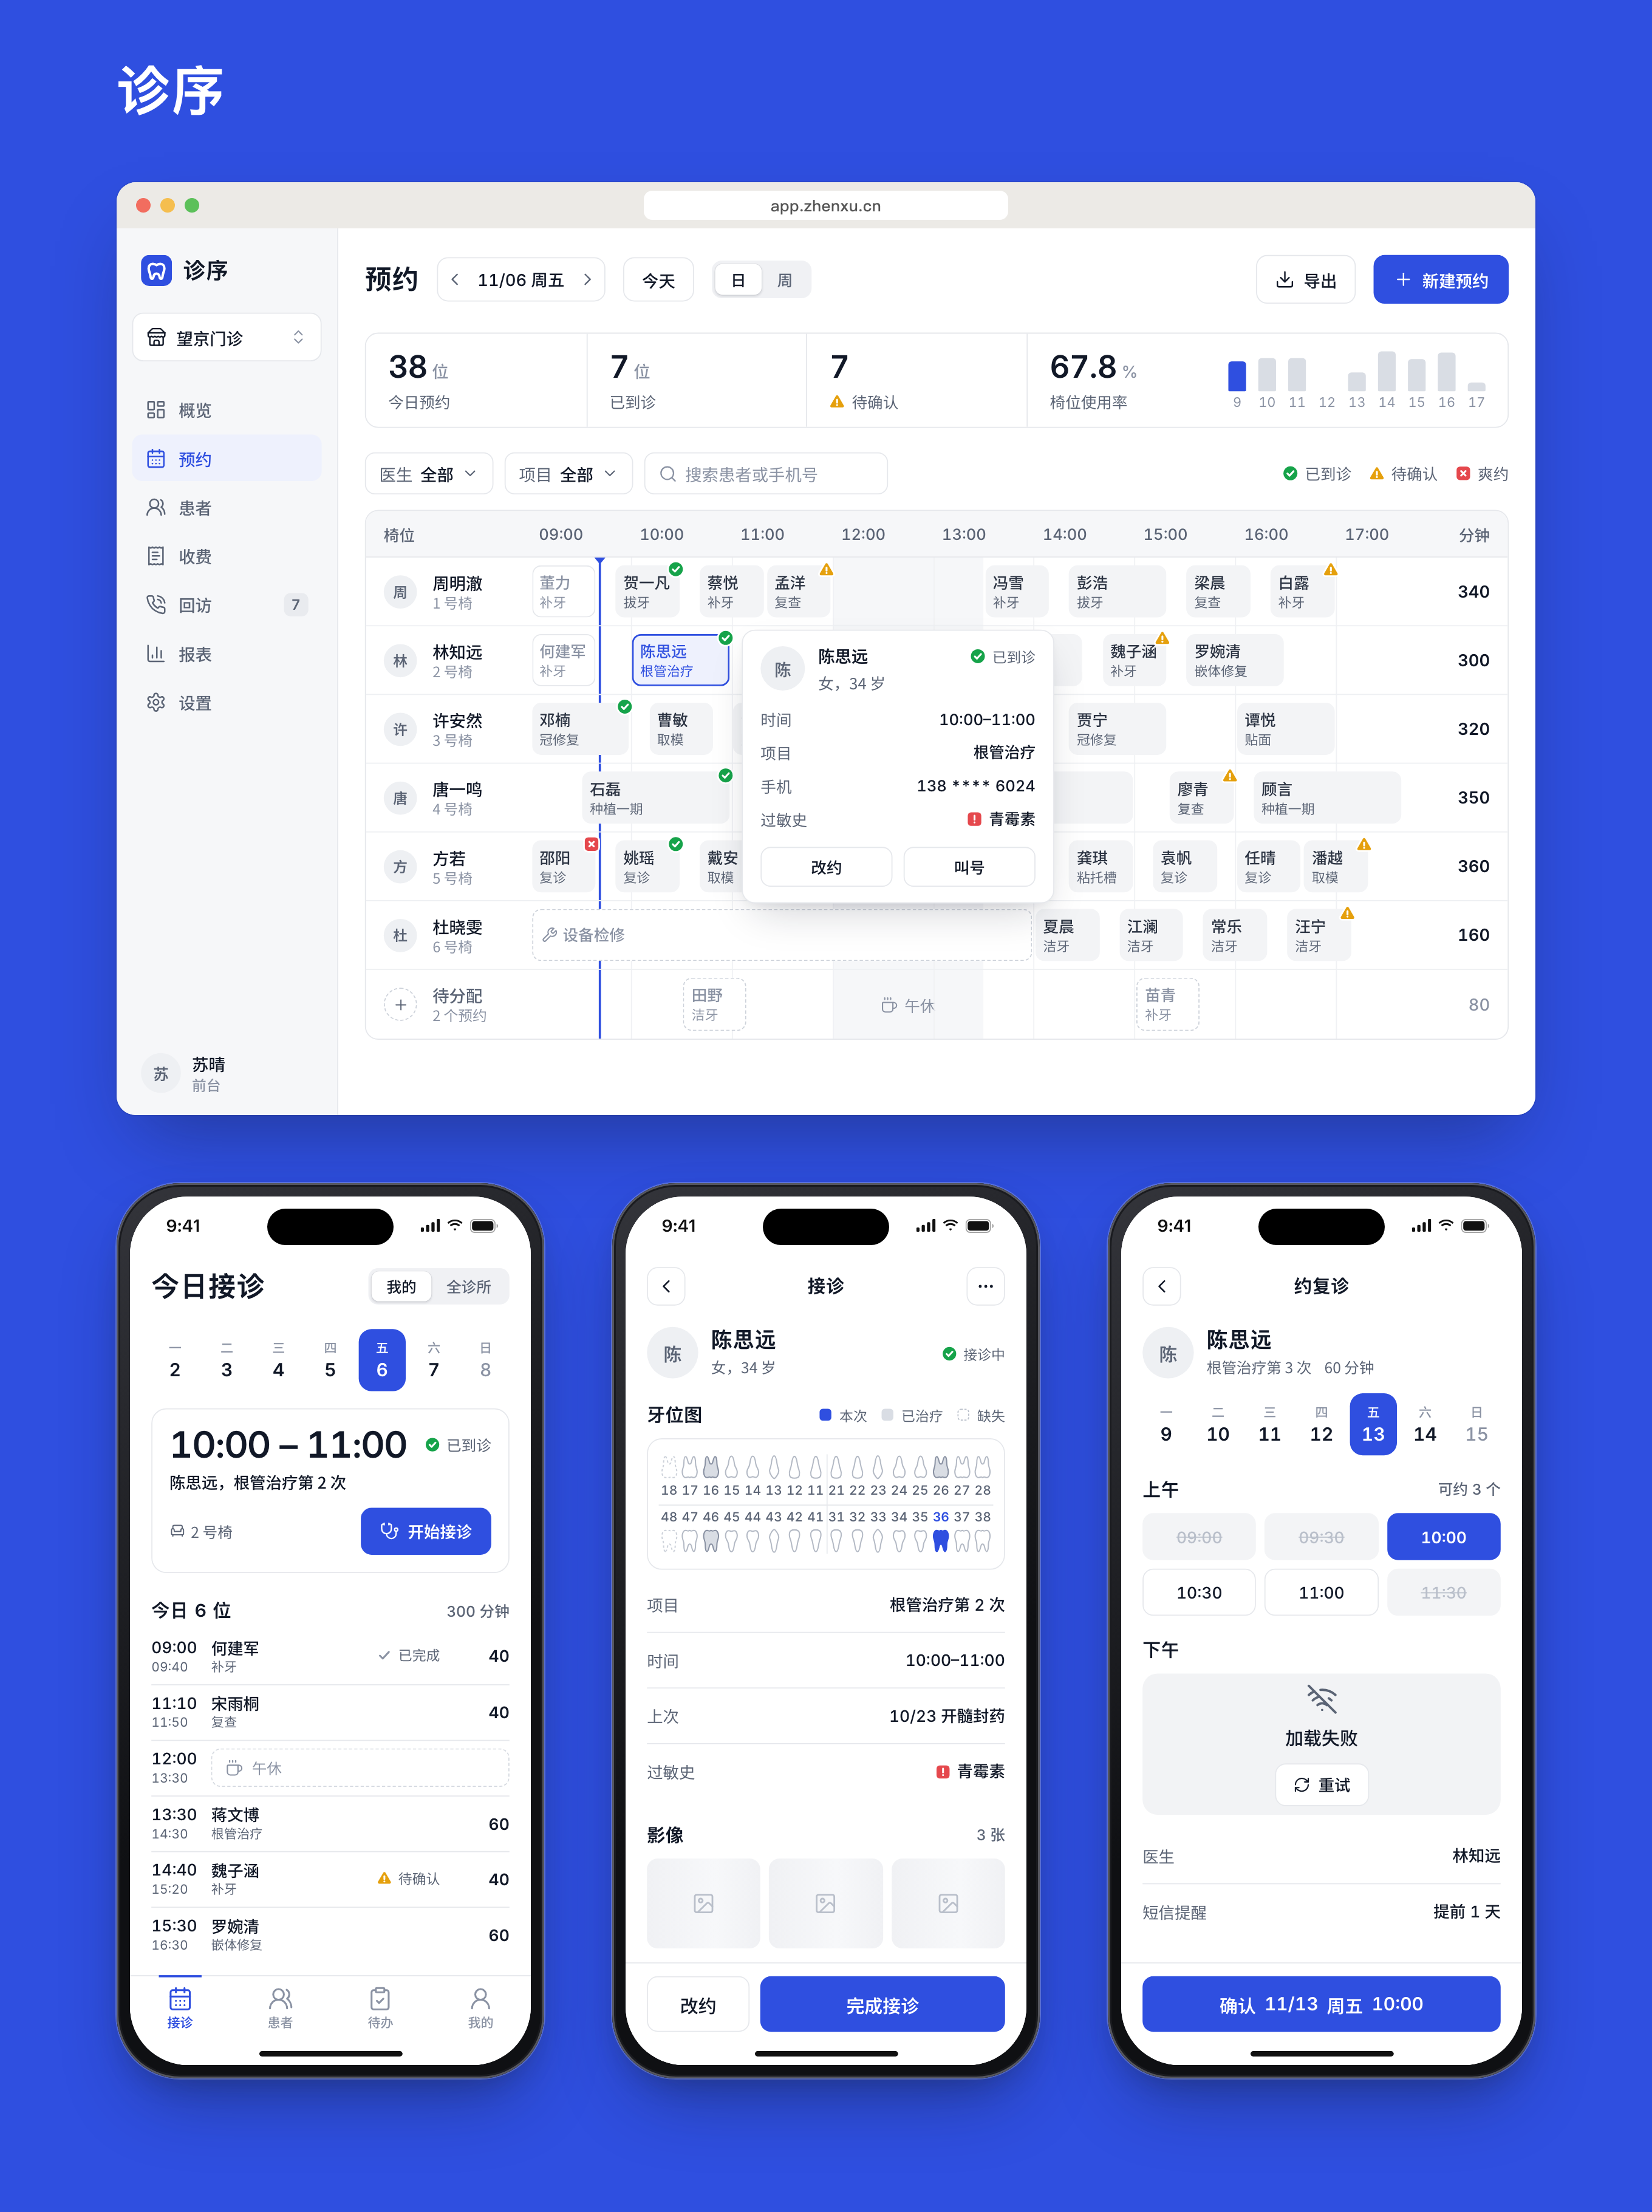 诊序
app.zhenxu.cn
诊序
望京门诊
概览
预约
患者
收费
回访 7
报表
设置
苏 苏晴
前台
预约 11/06 周五 今天 日 周 导出 新建预约
38 位
今日预约
7 位
已到诊
7
待确认
67.8 %
椅位使用率
9 10 11 12 13 14 15 16 17
医生 全部 项目 全部 搜索患者或手机号 已到诊 待确认 爽约
椅位 09:00 10:00 11:00 12:00 13:00 14:00 15:00 16:00 17:00 分钟
周 周明澈 董力 贺一凡 蔡悦 孟洋 冯雪 彭浩 梁晨 白露 340
1 号椅 补牙 拔牙 补牙 复查 补牙 拔牙 复查 补牙
林 林知远 何建军 陈思远 魏子涵 罗婉清 300
2 号椅 补牙 根管治疗 补牙 嵌体修复
许 许安然 邓楠 曹敏 贾宁 谭悦 320
3 号椅 冠修复 取模 冠修复 贴面
唐 唐一鸣 石磊 廖青 顾言 350
4 号椅 种植一期 复查 种植一期
方 方若 邵阳 姚瑶 戴安 龚琪 袁帆 任晴 潘越 360
5 号椅 复诊 复诊 取模 粘托槽 复诊 复诊 取模
杜 杜晓雯 设备检修 夏晨 江澜 常乐 汪宁 160
6 号椅 洁牙 洁牙 洁牙 洁牙
待分配 田野 午休 苗青 80
2 个预约 洁牙 补牙
陈 陈思远 已到诊
女，34 岁
时间 10:00–11:00
项目 根管治疗
手机 138 **** 6024
过敏史 青霉素
改约 叫号
9:41
今日接诊 我的 全诊所
一 二 三 四 五 六 日
2 3 4 5 6 7 8
10:00 – 11:00 已到诊
陈思远，根管治疗第 2 次
2 号椅 开始接诊
今日 6 位 300 分钟
09:00 何建军 已完成 40
09:40 补牙
11:10 宋雨桐 40
11:50 复查
12:00 午休
13:30
13:30 蒋文博 60
14:30 根管治疗
14:40 魏子涵 待确认 40
15:20 补牙
15:30 罗婉清 60
16:30 嵌体修复
接诊 患者 待办 我的
9:41
接诊
陈 陈思远 接诊中
女，34 岁
牙位图 本次 已治疗 缺失
18 17 16 15 14 13 12 11 21 22 23 24 25 26 27 28
48 47 46 45 44 43 42 41 31 32 33 34 35 36 37 38
项目 根管治疗第 2 次
时间 10:00–11:00
上次 10/23 开髓封药
过敏史 青霉素
影像 3 张
改约 完成接诊
9:41
约复诊
陈 陈思远
根管治疗第 3 次 60 分钟
一 二 三 四 五 六 日
9 10 11 12 13 14 15
上午 可约 3 个
09:00 09:30 10:00
10:30 11:00 11:30
下午
加载失败
重试
医生 林知远
短信提醒 提前 1 天
确认 11/13 周五 10:00